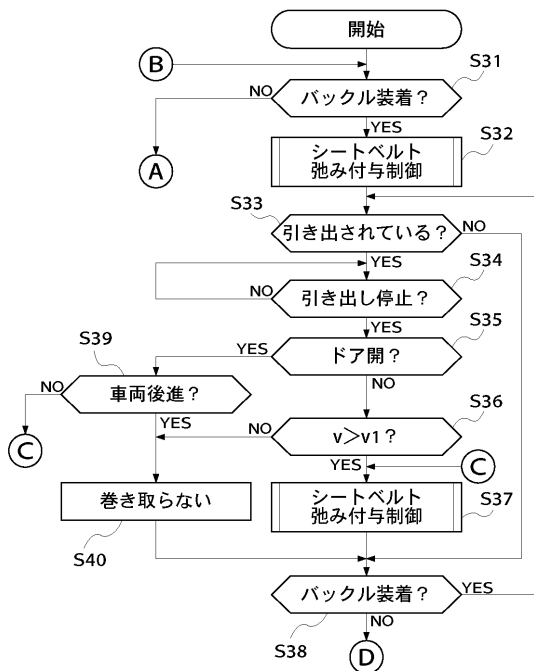 開始
B
S31
バックル装着？
NO
YES
A
S32
シートベルト
弛み付与制御
S33
引き出されている？
NO
YES
S34
引き出し停止？
NO
YES
S35
ドア開？
YES
NO
S39
車両後進？
NO
YES
C
S36
v＞v1？
NO
YES
C
シートベルト
弛み付与制御
S37
巻き取らない
S40
バックル装着？
YES
NO
S38
D